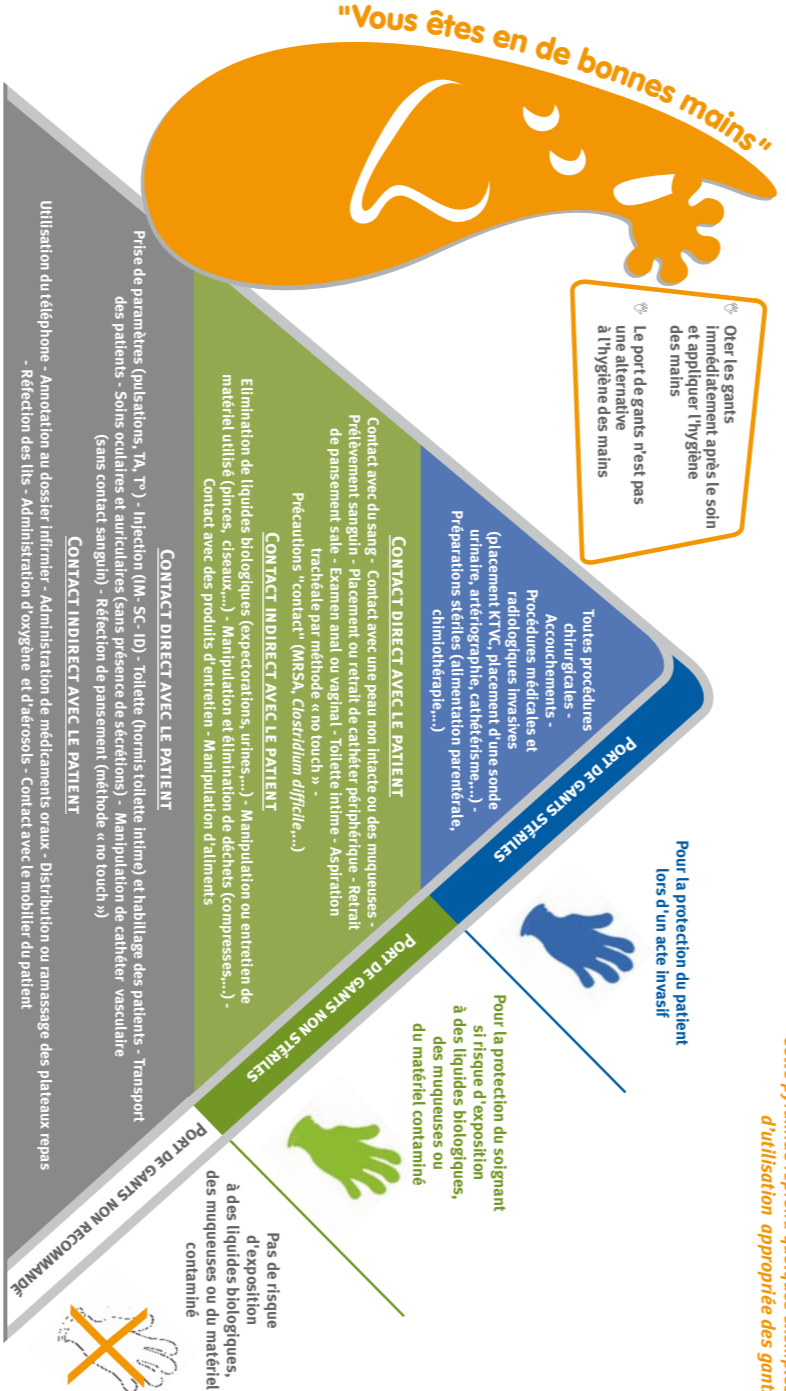 "Vous êtes en de bonnes mains"
d'utilisation appropriée des gant
Oter les gants
immédiatement après le soin
et appliquer l'hygiène
des mains
Le port de gants n'est pas
une alternative
à l'hygiène des mains
Pour la protection du patient
lors d'un acte invasif
PORT DE GANTS STÉRILES
Toutes procédures
chirurgicales -
Accouchements -
Procédures médicales et
radiologiques invasives
(placement KTVC, placement d'une sonde
urinaire, artériographie, cathétérisme,...) -
Préparations stériles (alimentation parentérale,
chimiothérapie,...)
Pour la protection du soignant
si risque d'exposition
à des liquides biologiques,
des muqueuses ou
du matériel contaminé
PORT DE GANTS NON STÉRILES
CONTACT DIRECT AVEC LE PATIENT
Contact avec du sang - Contact avec une peau non intacte ou des muqueuses -
Prélèvement sanguin - Placement ou retrait de cathéter périphérique - Retrait
de pansement sale - Examen anal ou vaginal - Toilette intime - Aspiration
trachéale par méthode « no touch » -
Précautions "contact" (MRSA, Clostridium difficile,...)
CONTACT INDIRECT AVEC LE PATIENT
Elimination de liquides biologiques (expectorations, urines,...) - Manipulation ou entretien de
matériel utilisé (pinces, ciseaux,...) - Manipulation et élimination de déchets (compresses,...) -
Contact avec des produits d'entretien - Manipulation d'aliments
Pas de risque
d'exposition
à des liquides biologiques,
des muqueuses ou du matériel
contaminé
PORT DE GANTS NON RECOMMANDÉ
CONTACT DIRECT AVEC LE PATIENT
Prise de paramètres (pulsations, TA, T°) - Injection (IM- SC- ID) - Toilette (hormis toilette intime) et habillage des patients - Transport
des patients - Soins oculaires et auriculaires (sans présence de sécrétions) - Manipulation de cathéter vasculaire
(sans contact sanguin) - Réfection de pansement (méthode « no touch »)
CONTACT INDIRECT AVEC LE PATIENT
Utilisation du téléphone - Annotation au dossier infirmier - Administration de médicaments oraux - Distribution ou ramassage des plateaux repas
- Réfection des lits - Administration d'oxygène et d'aérosols - Contact avec le mobilier du patient